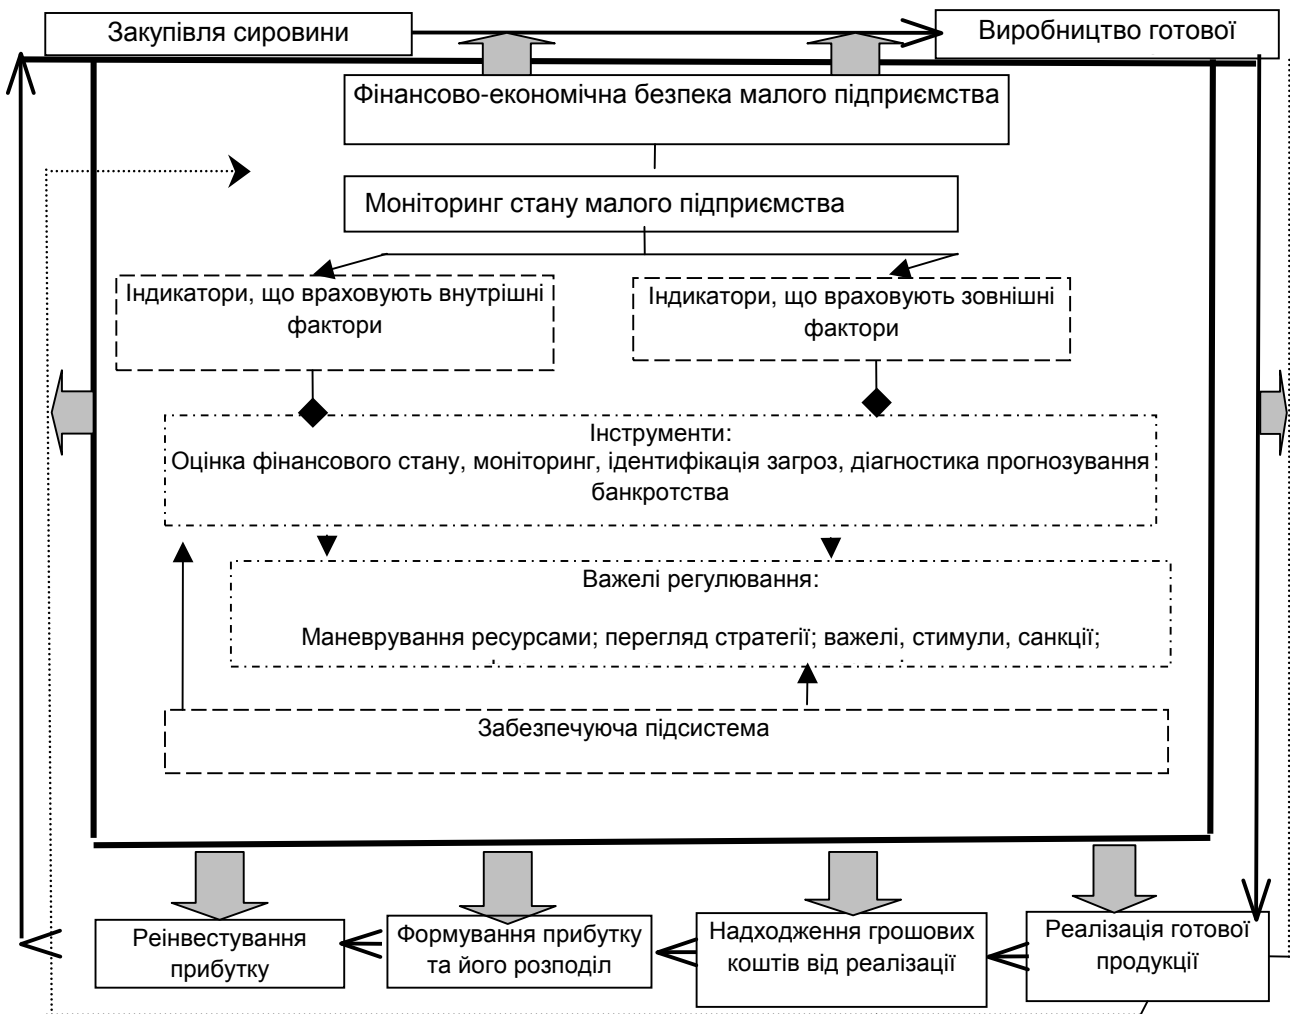 Закупівля сировини
Виробництво готової
Фінансово-економічна безпека малого підприємства
Моніторинг стану малого підприємства
Індикатори, що враховують внутрішні
фактори
Індикатори, що враховують зовнішні
фактори
Інструменти:
Оцінка фінансового стану, моніторинг, ідентифікація загроз, діагностика прогнозування
банкротства
Важелі регулювання:
Маневрування ресурсами; перегляд стратегії; важелі, стимули, санкції;
Забезпечуюча підсистема
Реінвестування
прибутку
Формування прибутку
та його розподіл
Надходження грошових
коштів від реалізації
Реалізація готової
продукції